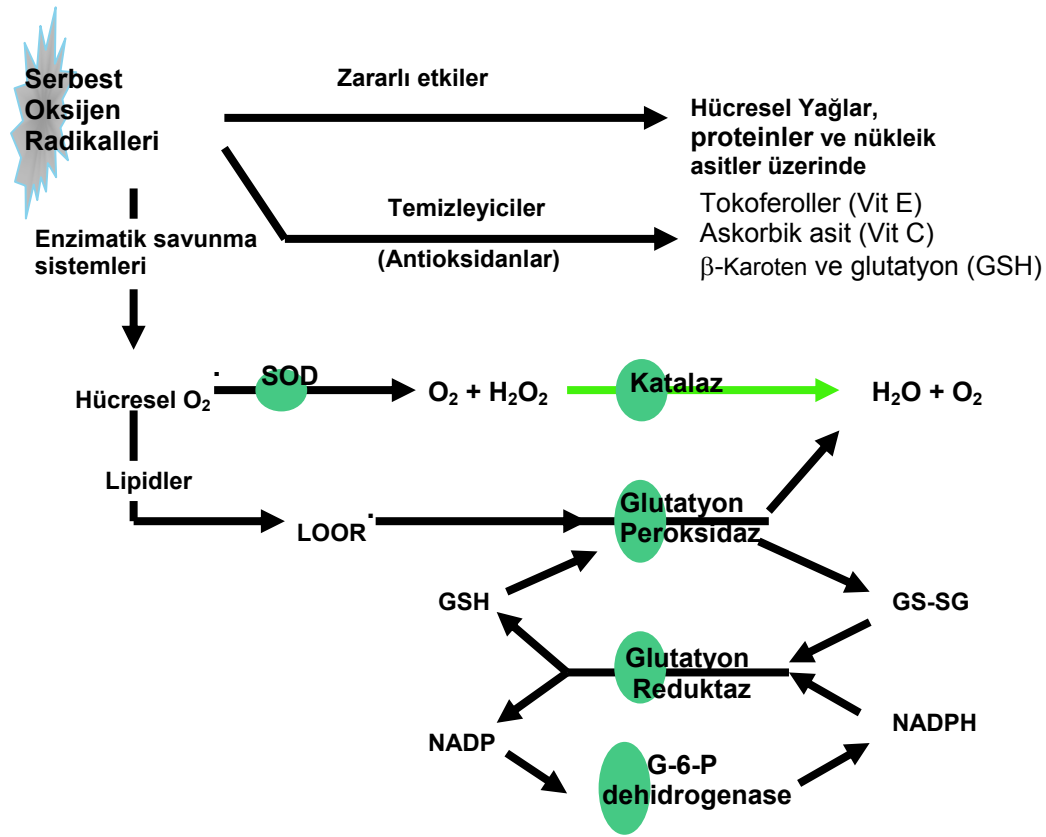 Serbest
Oksijen
Radikalleri
Zararlı etkiler
Hücresel Yağlar,
proteinler ve nükleik
asitler üzerinde
Temizleyiciler
(Antioksidanlar)
Tokoferoller (Vit E)
Askorbik asit (Vit C)
β-Karoten ve glutatyon (GSH)
Enzimatik savunma
sistemleri
Hücresel O₂˙
SOD
O₂ + H₂O₂
Katalaz
H₂O + O₂
Lipidler
LOOR˙
Glutatyon
Peroksidaz
GSH
GS-SG
Glutatyon
Reduktaz
NADP
NADPH
G-6-P
dehidrogenase